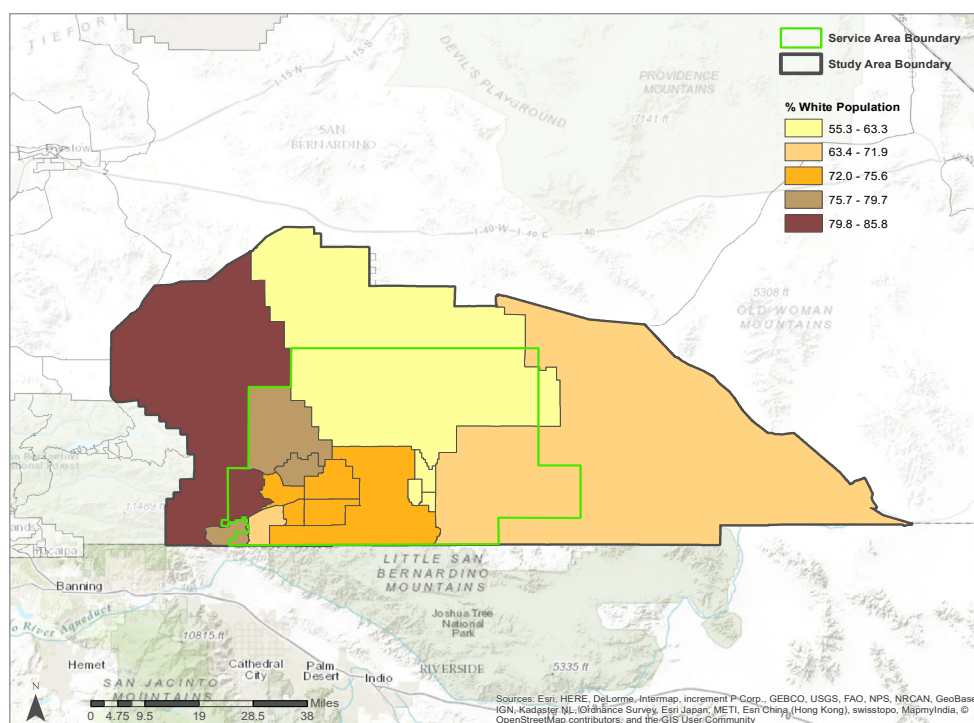 TIEFORT
I-15-N
I-15-S
DEVIL'S PLAYGROUND
PROVIDENCE
MOUNTAINS
7141 ft
SAN
BERNARDINO
I-40-W - I-40-E
40
Service Area Boundary
Study Area Boundary
% White Population
55.3 - 63.3
63.4 - 71.9
72.0 - 75.6
75.7 - 79.7
79.8 - 85.8
5308 ft
OLD WOMAN
MOUNTAINS
11489 ft
LITTLE SAN
BERNARDINO
MOUNTAINS
Banning
Joshua Tree
National
Park
10815 ft
Hemet
Cathedral
City
Palm
Desert
Indio
RIVERSIDE
5335 ft
SAN JACINTO
MOUNTAINS
N
Miles
0 4.75 9.5 19 28.5 38
Sources: Esri, HERE, DeLorme, Intermap, increment P Corp., GEBCO, USGS, FAO, NPS, NRCAN, GeoBase,
IGN, Kadaster NL, Ordnance Survey, Esri Japan, METI, Esri China (Hong Kong), swisstopo, MapmyIndia, ©
OpenStreetMap contributors, and the GIS User Community